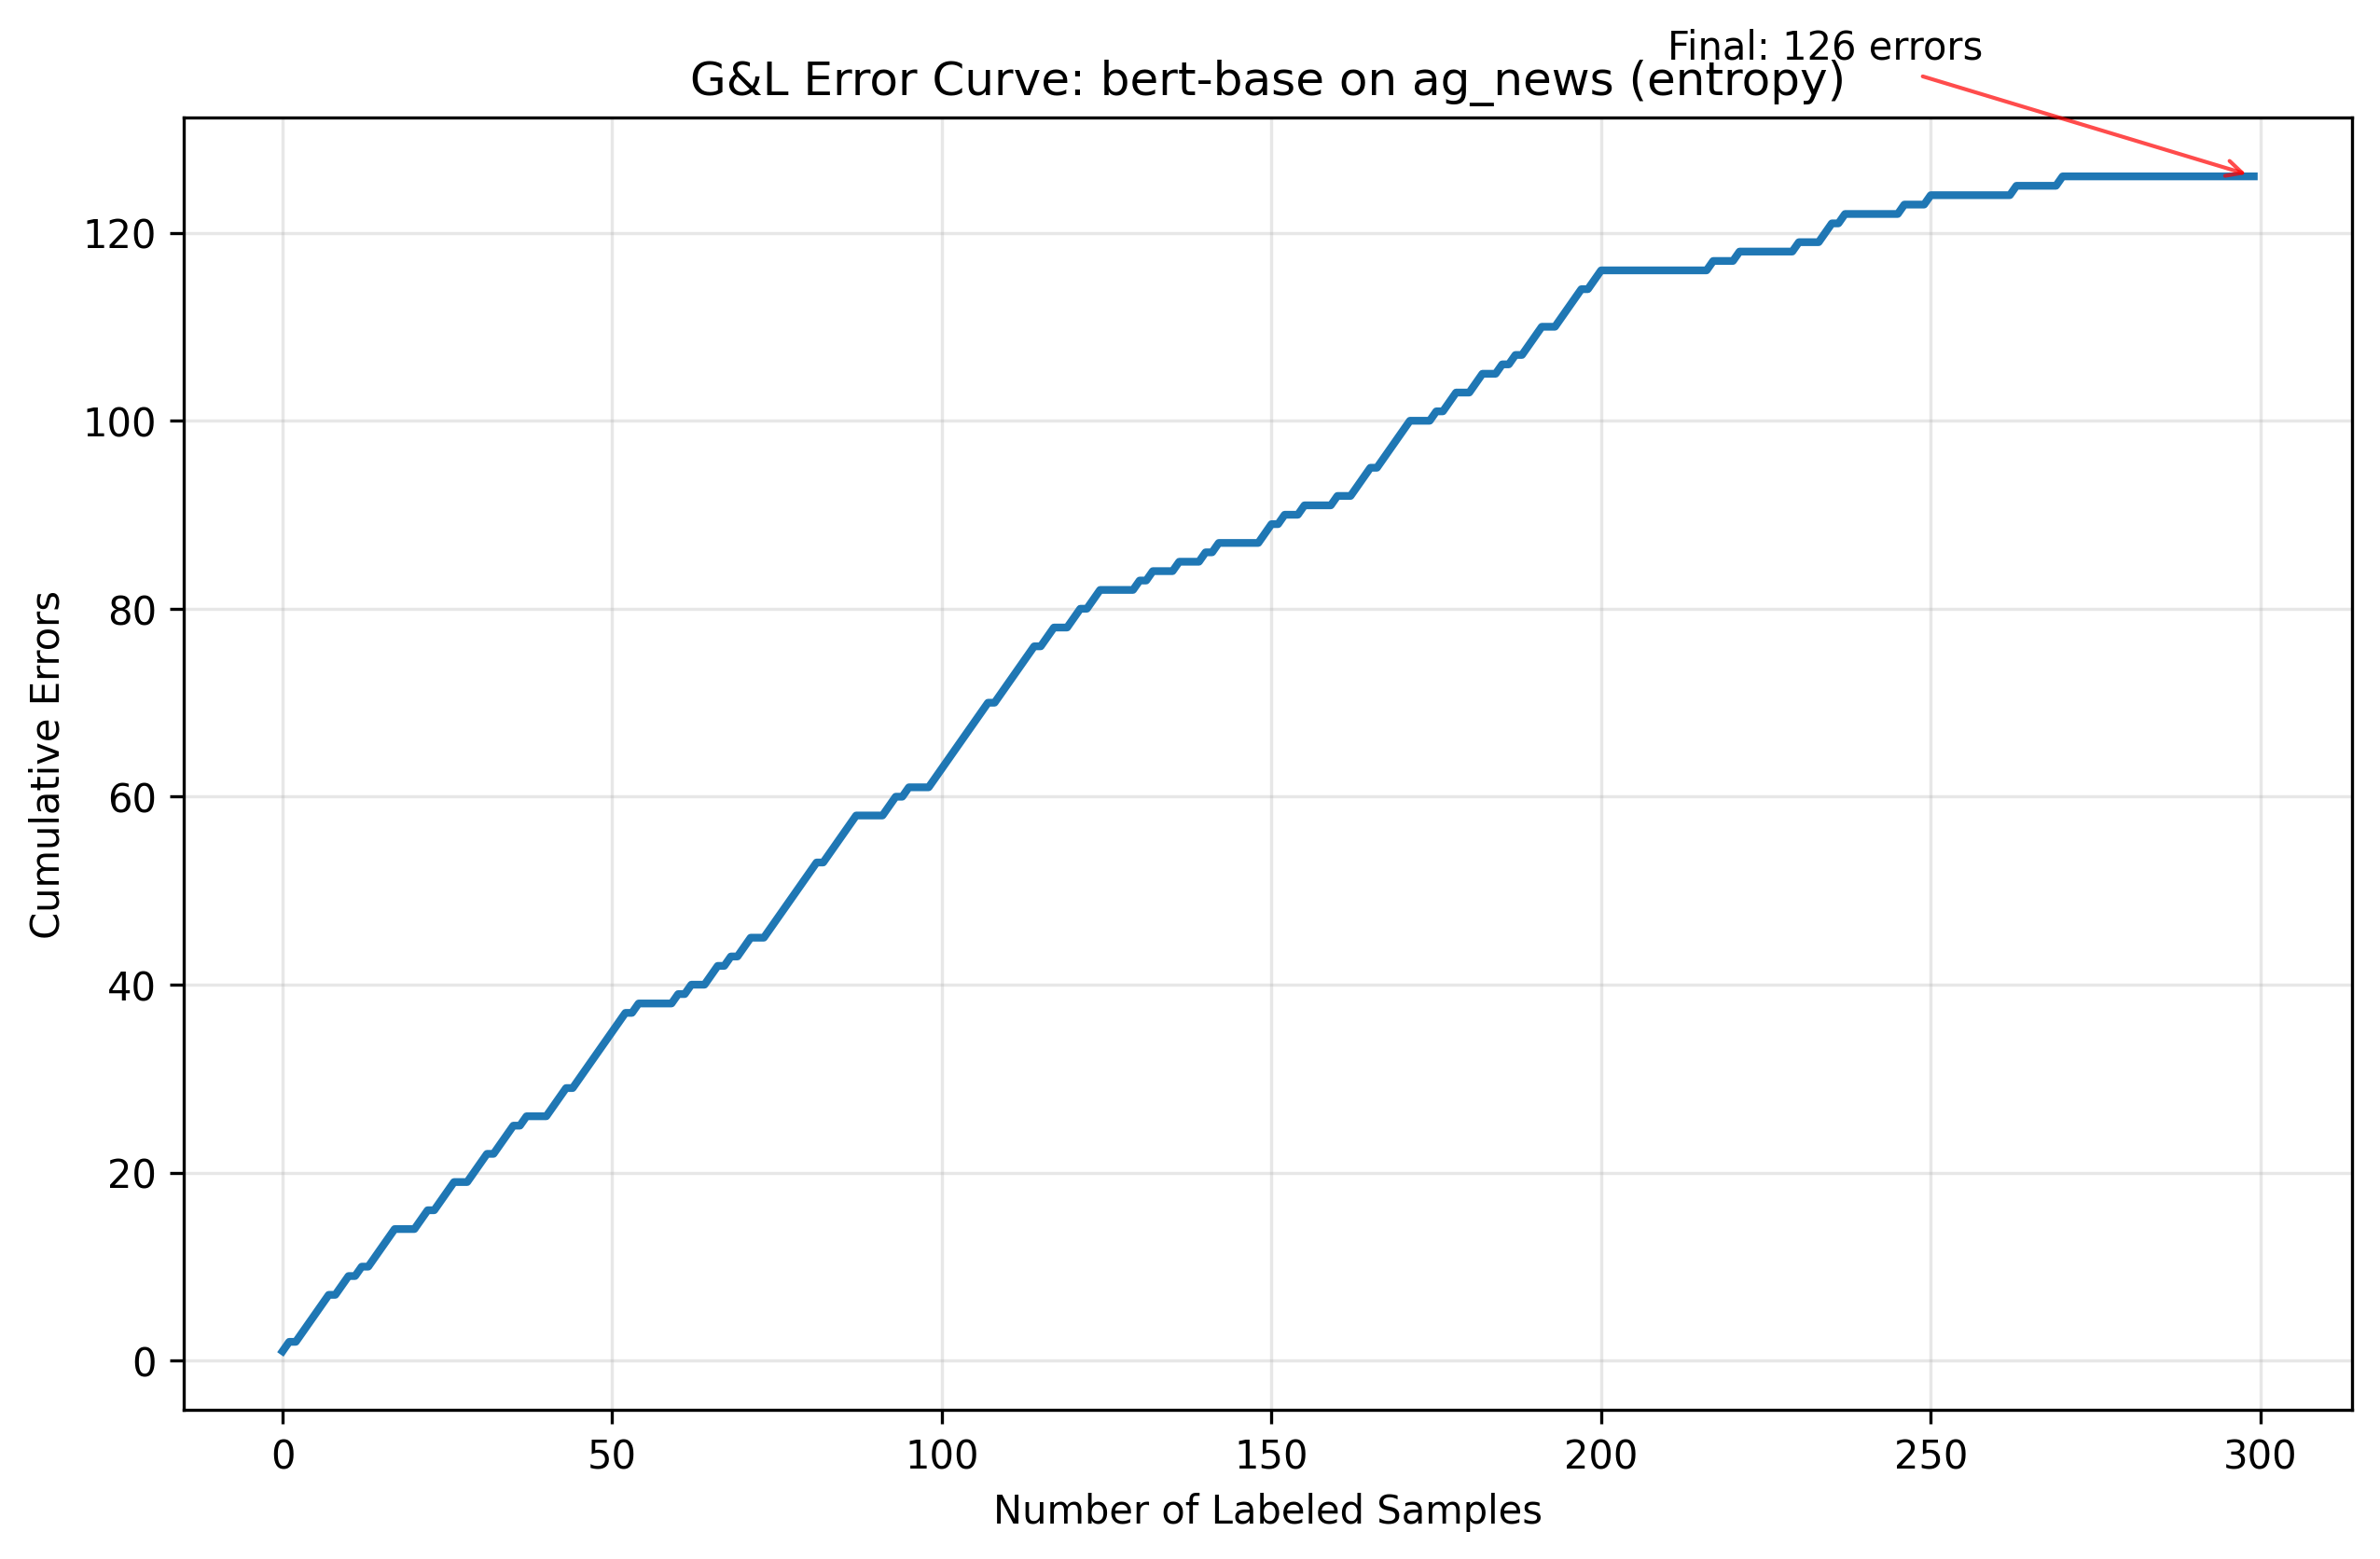 Final: 126 errors
G&L Error Curve: bert-base on ag_news (entropy)
120
100
80
60
40
20
0
Cumulative Errors
0 50 100 150 200 250 300
Number of Labeled Samples